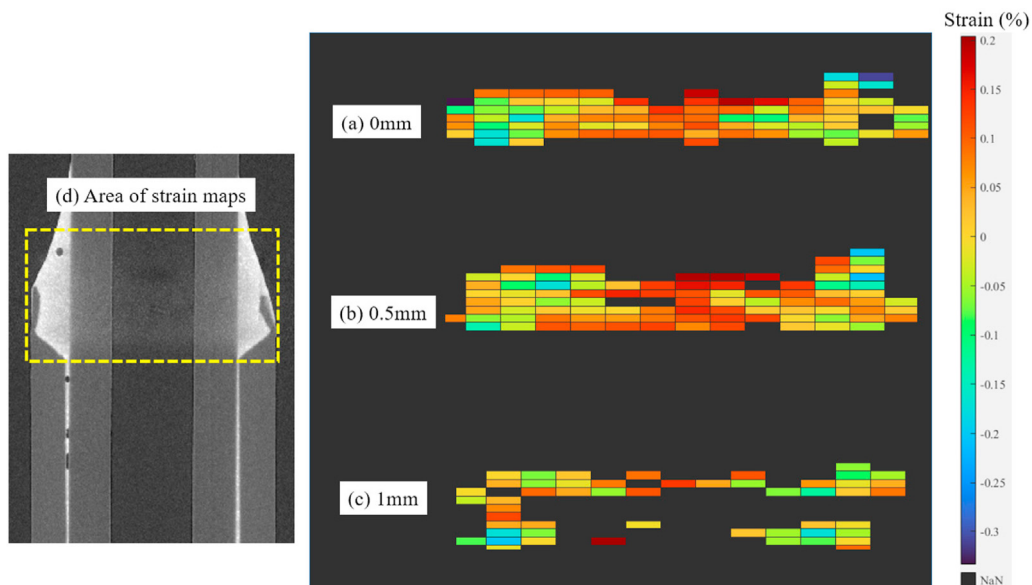 Strain (%)
0.2
0.15
(a) 0mm
0.1
(d) Area of strain maps
0.05
0
(b) 0.5mm
-0.05
-0.1
-0.15
-0.2
(c) 1mm
-0.25
-0.3
NaN